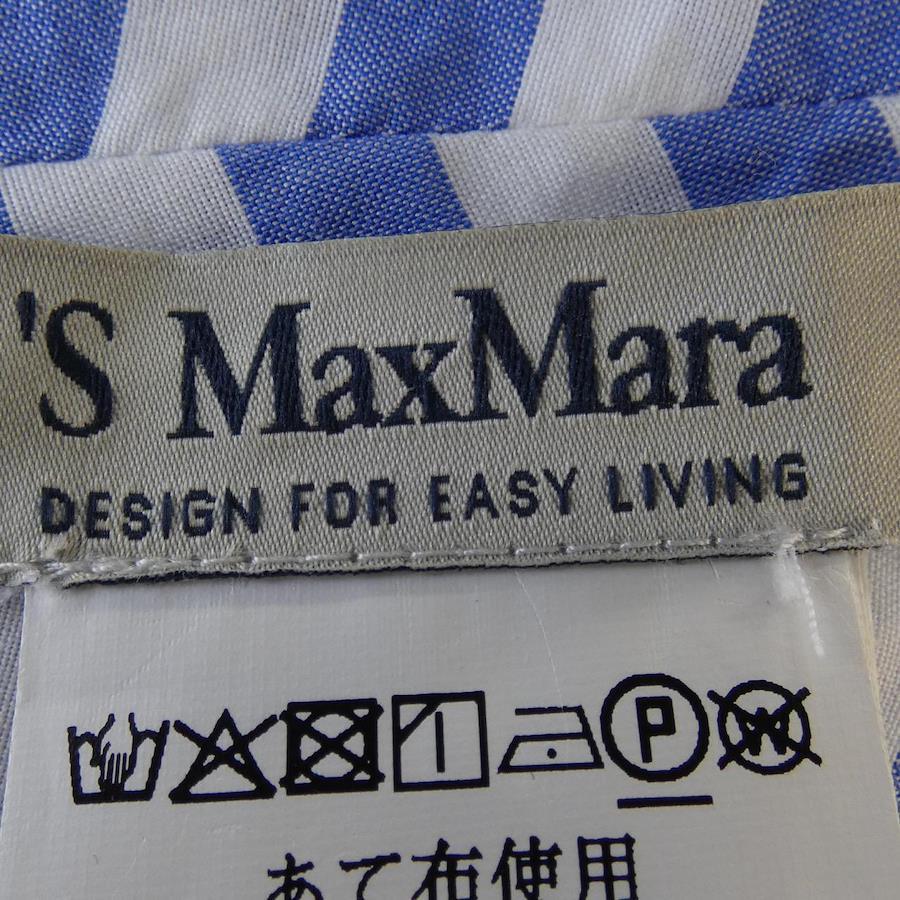 'S MaxMara
DESIGN FOR EASY LIVING
P W
あて布使用